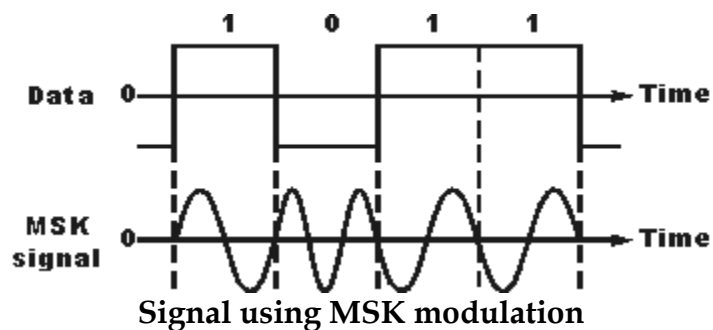 1 0 1 1
Data 0 Time
MSK
signal 0 Time
Signal using MSK modulation